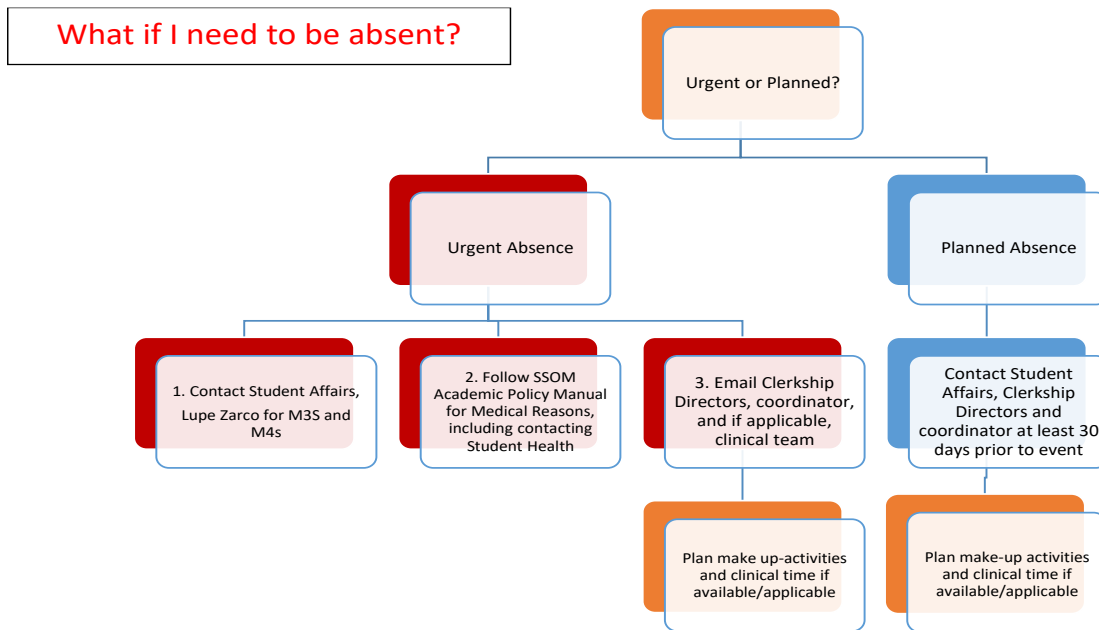 What if I need to be absent?
Urgent or Planned?
Urgent Absence
Planned Absence
1. Contact Student Affairs,
Lupe Zarco for M3S and
M4s
2. Follow SSOM
Academic Policy Manual
for Medical Reasons,
including contacting
Student Health
3. Email Clerkship
Directors, coordinator,
and if applicable,
clinical team
Contact Student
Affairs, Clerkship
Directors and
coordinator at least 30
days prior to event
Plan make up-activities
and clinical time if
available/applicable
Plan make-up activities
and clinical time if
available/applicable